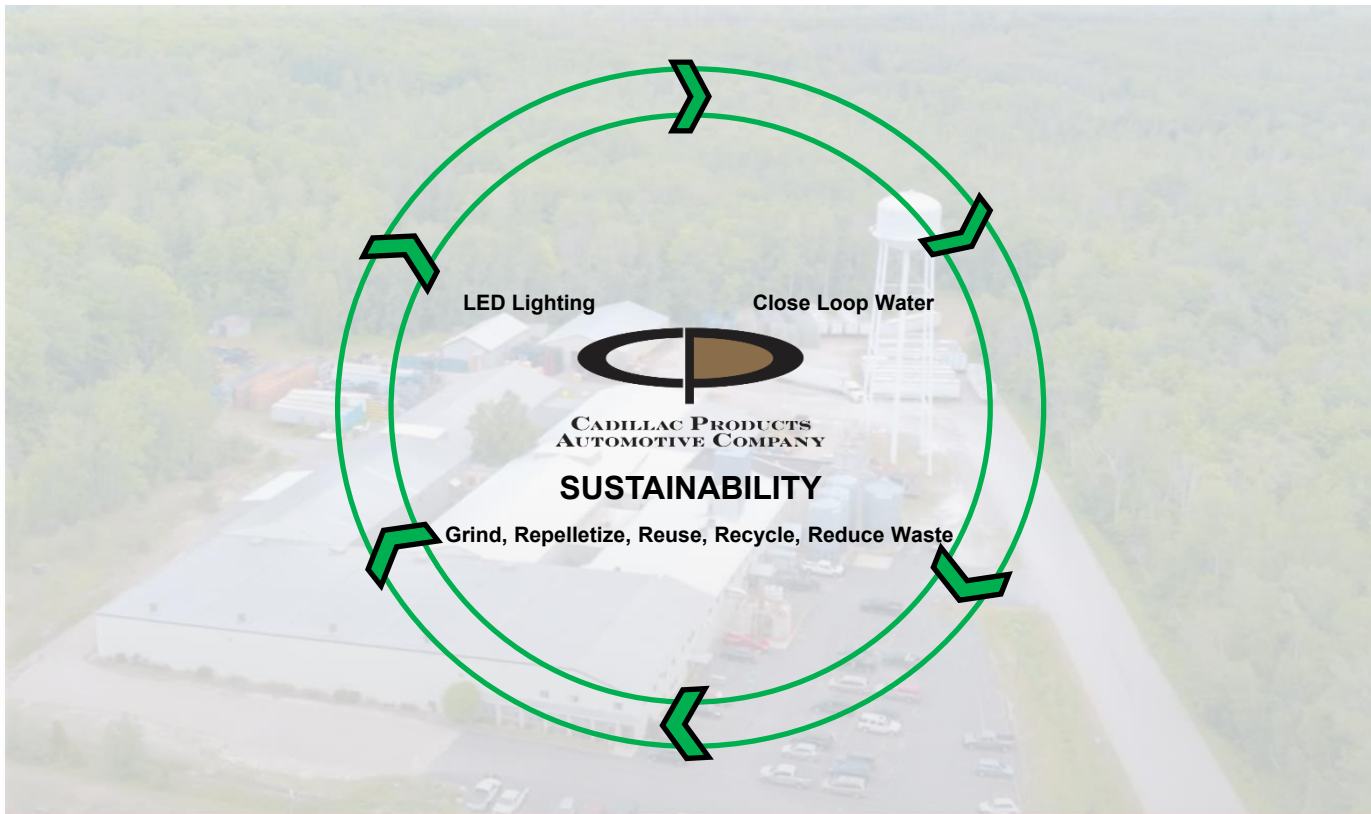 LED Lighting
Close Loop Water
CADILLAC PRODUCTS
AUTOMOTIVE COMPANY
SUSTAINABILITY
Grind, Repelletize, Reuse, Recycle, Reduce Waste